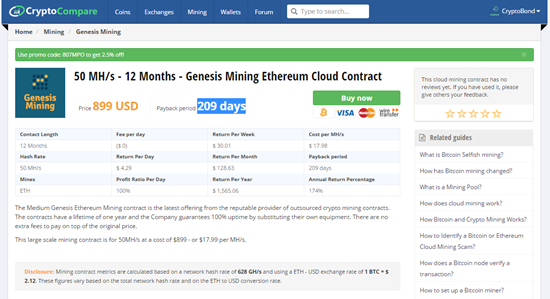 CryptoCompare
Coins Exchanges Mining Wallets Forum
Type to search...
CryptoBond
Home / Mining / Genesis Mining
Use promo code: 807MPO to get 2.5% off!
GENESIS
MINING
50 MH/s - 12 Months - Genesis Mining Ethereum Cloud Contract
Price 899 USD Payback period 209 days
Buy now
VISA wire transfer
This cloud mining contract has no
reviews yet. If you have used it, please
give others your feedback.
Contact Length Fee per day Return Per Week Cost per MH/s
12 Months ($ 0) $ 30.01 $ 17.98
Hash Rate Return Per Day Return Per Month Payback period
50 MH/s $ 4.29 $ 128.63 209 days
Mines Profit Ratio Per Day Return Per Year Annual Return Percentage
ETH 100% $ 1,565.06 174%
The Medium Genesis Ethereum Mining contract is the latest offering from the reputable provider of outsourced crypto mining contracts.
The contracts have a lifetime of one year and the Company guarantees 100% uptime by substituting their own equipment. There are no
extra fees to pay on top of the original price.
This large scale mining contract is for 50MH/s at a cost of $899 - or $17.99 per MH/s.
Disclosure: Mining contract metrics are calculated based on a network hash rate of 628 GH/s and using a ETH - USD exchange rate of 1 BTC = $
2.12. These figures vary based on the total network hash rate and on the ETH to USD conversion rate.
Related guides
What is Bitcoin Selfish mining?
How has Bitcoin mining changed?
What is a Mining Pool?
How does cloud mining work?
How Bitcoin and Crypto Mining Works?
How to Identify a Bitcoin or Ethereum
Cloud Mining Scam?
How does a Bitcoin node verify a
transaction?
How to set up a Bitcoin miner?